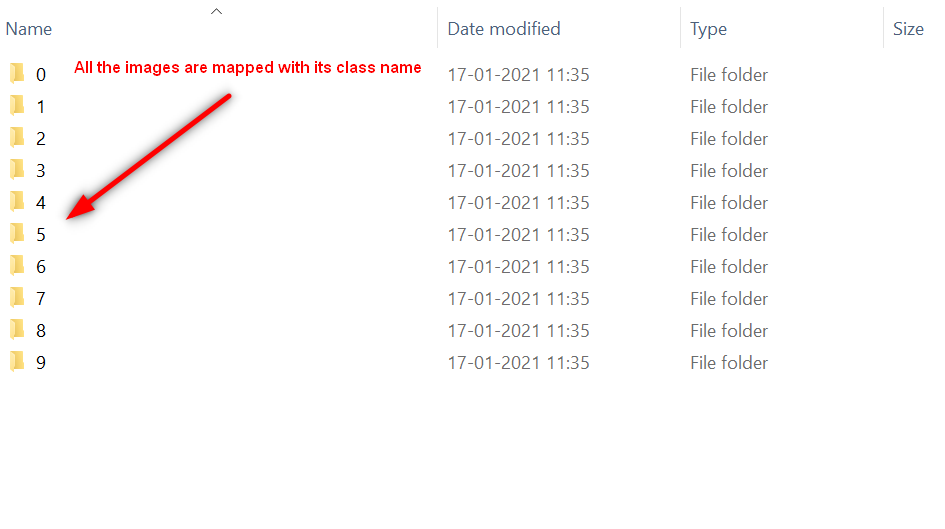 Name Date modified Type Size
0 All the images are mapped with its class name 17-01-2021 11:35 File folder
1 17-01-2021 11:35 File folder
2 17-01-2021 11:35 File folder
3 17-01-2021 11:35 File folder
4 17-01-2021 11:35 File folder
5 17-01-2021 11:35 File folder
6 17-01-2021 11:35 File folder
7 17-01-2021 11:35 File folder
8 17-01-2021 11:35 File folder
9 17-01-2021 11:35 File folder